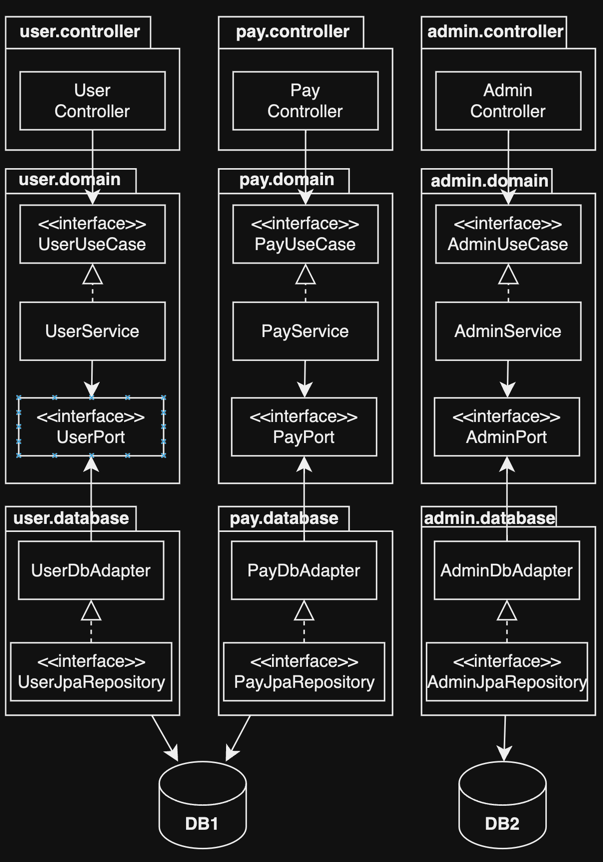 user.controller
User
Controller
pay.controller
Pay
Controller
admin.controller
Admin
Controller
user.domain
<<interface>>
UserUseCase
UserService
<<interface>>
UserPort
pay.domain
<<interface>>
PayUseCase
PayService
<<interface>>
PayPort
admin.domain
<<interface>>
AdminUseCase
AdminService
<<interface>>
AdminPort
user.database
UserDbAdapter
<<interface>>
UserJpaRepository
pay.database
PayDbAdapter
<<interface>>
PayJpaRepository
admin.database
AdminDbAdapter
<<interface>>
AdminJpaRepository
DB1
DB2